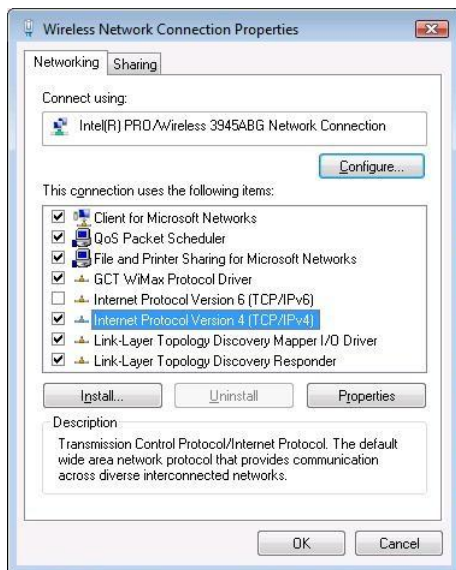 Wireless Network Connection Properties
Networking Sharing
Connect using:
Intel(R) PRO/Wireless 3945ABG Network Connection
Configure...
This connection uses the following items:
Client for Microsoft Networks
QoS Packet Scheduler
File and Printer Sharing for Microsoft Networks
GCT WiMax Protocol Driver
Internet Protocol Version 6 (TCP/IPv6)
Internet Protocol Version 4 (TCP/IPv4)
Link-Layer Topology Discovery Mapper I/O Driver
Link-Layer Topology Discovery Responder
Install... Uninstall Properties
Description
Transmission Control Protocol/Internet Protocol. The default
wide area network protocol that provides communication
across diverse interconnected networks.
OK Cancel